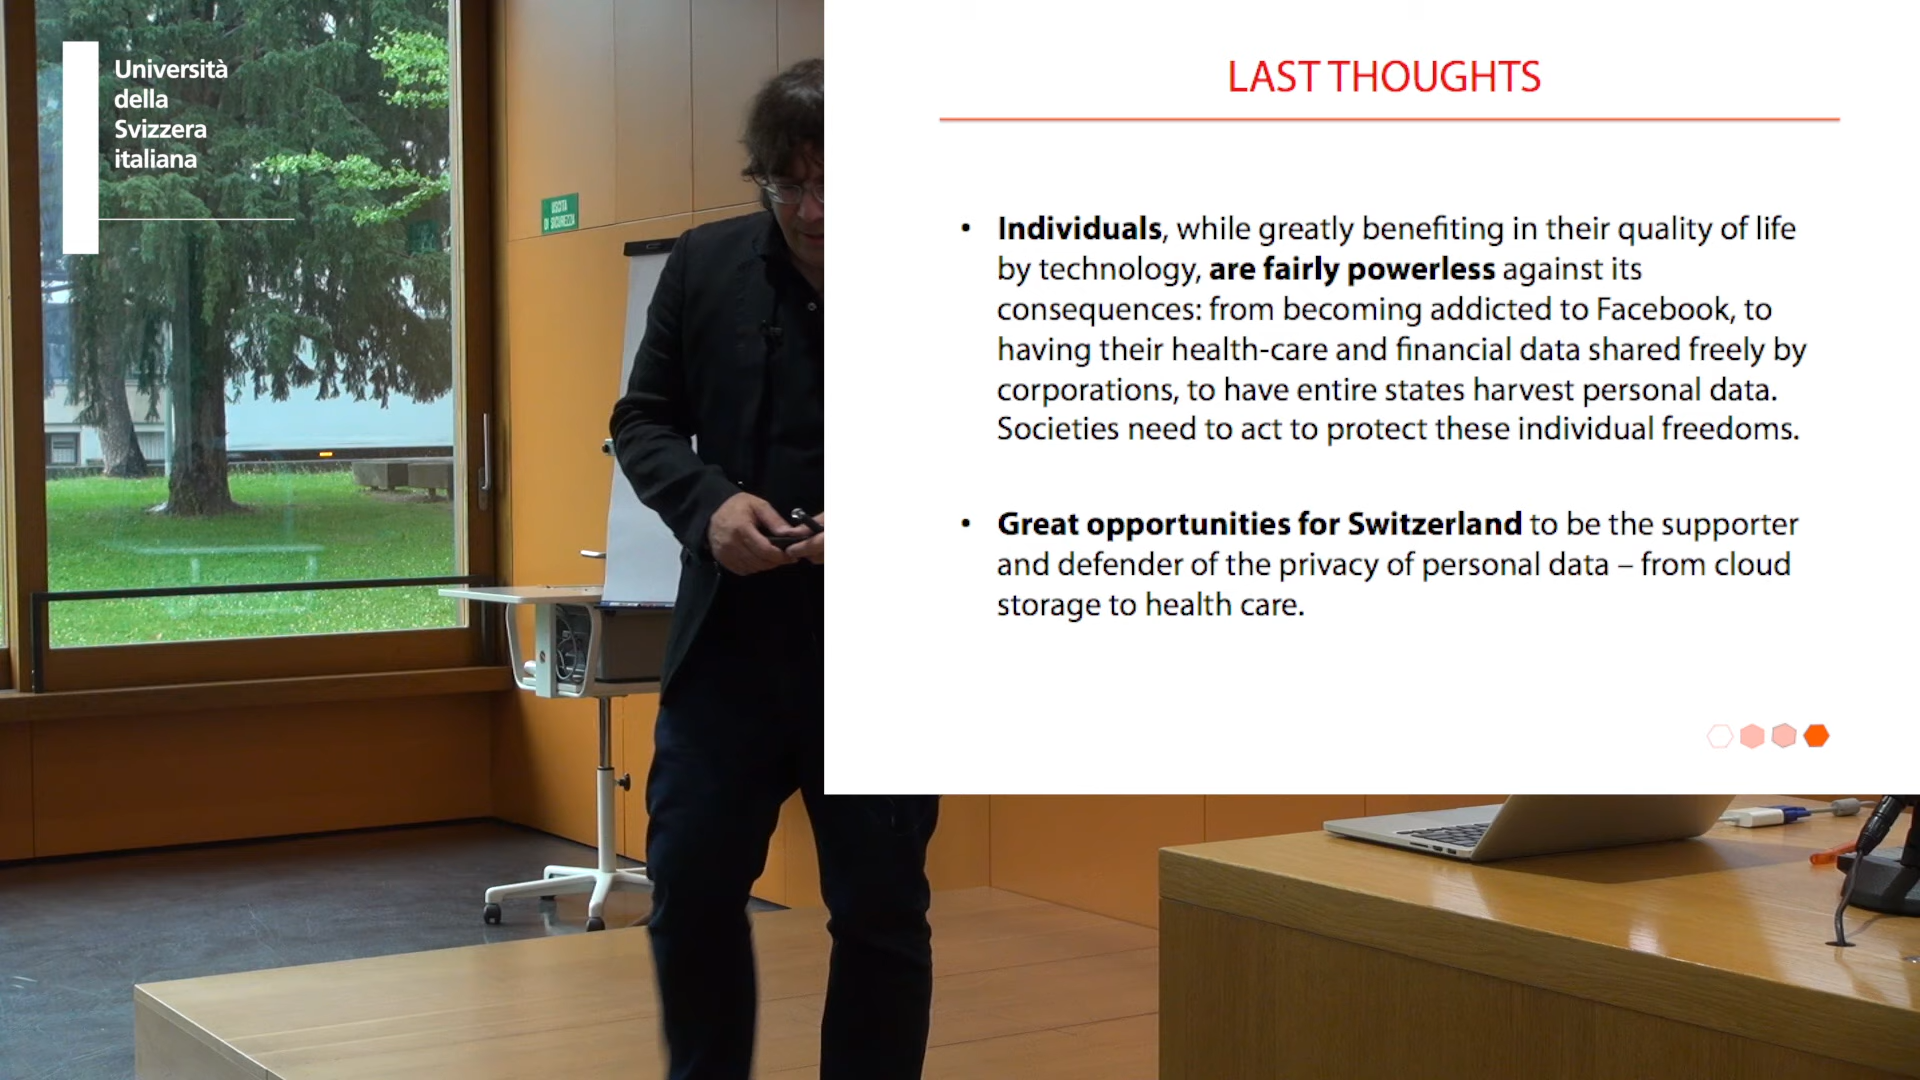 Università
della
Svizzera
italiana
USCITA
DI SICUREZZA
LAST THOUGHTS
• Individuals, while greatly benefiting in their quality of life
by technology, are fairly powerless against its
consequences: from becoming addicted to Facebook, to
having their health-care and financial data shared freely by
corporations, to have entire states harvest personal data.
Societies need to act to protect these individual freedoms.
• Great opportunities for Switzerland to be the supporter
and defender of the privacy of personal data – from cloud
storage to health care.